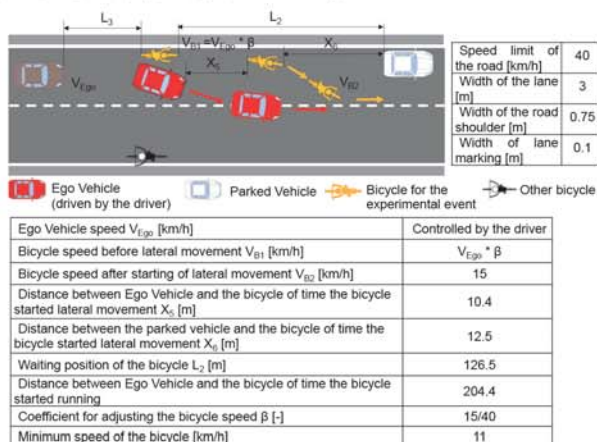 L3
L2
VB1 =VEgo * β
X6
X5
VEgo
VB2
Speed limit of the road [km/h] 40
Width of the lane [m] 3
Width of the road shoulder [m] 0.75
Width of lane marking [m] 0.1
Ego Vehicle (driven by the driver)
Parked Vehicle
Bicycle for the experimental event
Other bicycle
Ego Vehicle speed VEgo [km/h] Controlled by the driver
Bicycle speed before lateral movement VB1 [km/h] VEgo * β
Bicycle speed after starting of lateral movement VB2 [km/h] 15
Distance between Ego Vehicle and the bicycle of time the bicycle
started lateral movement X5 [m] 10.4
Distance between the parked vehicle and the bicycle of time the
bicycle started lateral movement X6 [m] 12.5
Waiting position of the bicycle L2 [m] 126.5
Distance between Ego Vehicle and the bicycle of time the bicycle
started running 204.4
Coefficient for adjusting the bicycle speed β [-] 15/40
Minimum speed of the bicycle [km/h] 11